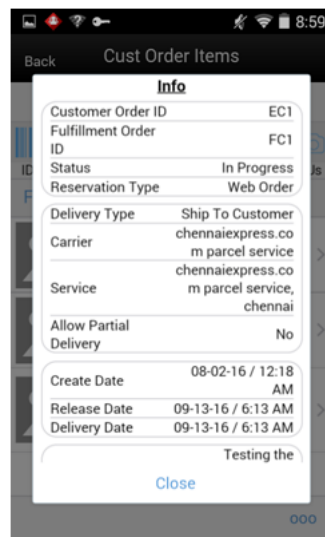 8:59
Back Cust Order Items
Info
Customer Order ID EC1
Fulfillment Order
ID FC1
Status In Progress
Reservation Type Web Order
Delivery Type Ship To Customer
Carrier chennaiexpress.co
m parcel service
Service chennaiexpress.co
m parcel service,
chennai
Allow Partial
Delivery No
Create Date 08-02-16 / 12:18
AM
Release Date 09-13-16 / 6:13 AM
Delivery Date 09-13-16 / 6:13 AM
Testing the
Close